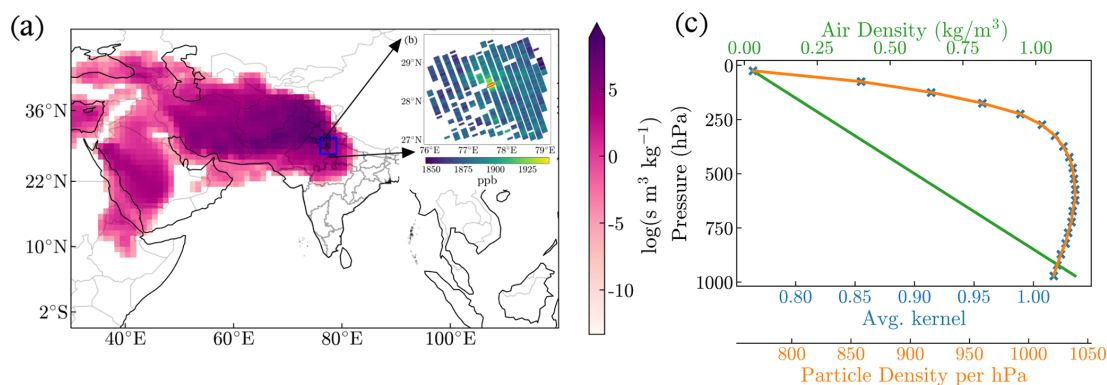 (a)
36°N
22°N
10°N
2°S
40°E
60°E
80°E
100°E
(b)
29°N
28°N
27°N
76°E
77°E
78°E
79°E
1850
1875
1900
1925
ppb
5
0
-5
-10
log(s m³ kg⁻¹)
(c)
Air Density (kg/m³)
0.00
0.25
0.50
0.75
1.00
0
250
500
750
1000
Pressure (hPa)
0.80
0.85
0.90
0.95
1.00
Avg. kernel
800
850
900
950
1000
1050
Particle Density per hPa